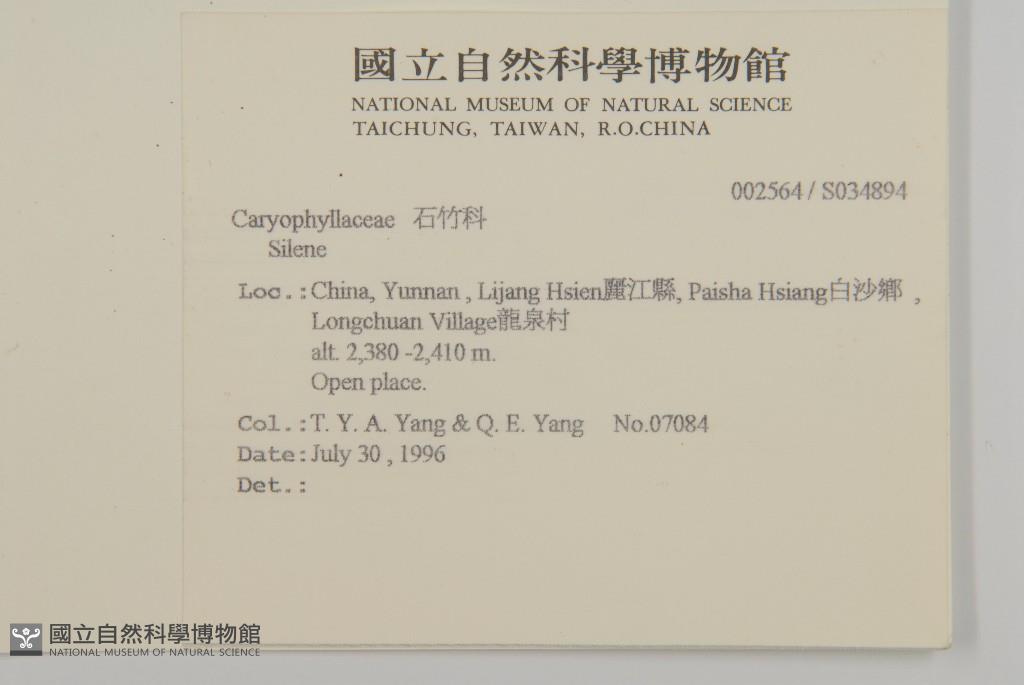 國立自然科學博物館
NATIONAL MUSEUM OF NATURAL SCIENCE
TAICHUNG, TAIWAN, R.O.CHINA
002564 / S034894
Caryophyllaceae 石竹科
Silene
Loc.: China, Yunnan , Lijang Hsien麗江縣, Paisha Hsiang白沙鄉 ,
Longchuan Village龍泉村
alt. 2,380 -2,410 m.
Open place.
Col.: T. Y. A. Yang & Q. E. Yang No.07084
Date: July 30 , 1996
Det.:
國立自然科學博物館
NATIONAL MUSEUM OF NATURAL SCIENCE